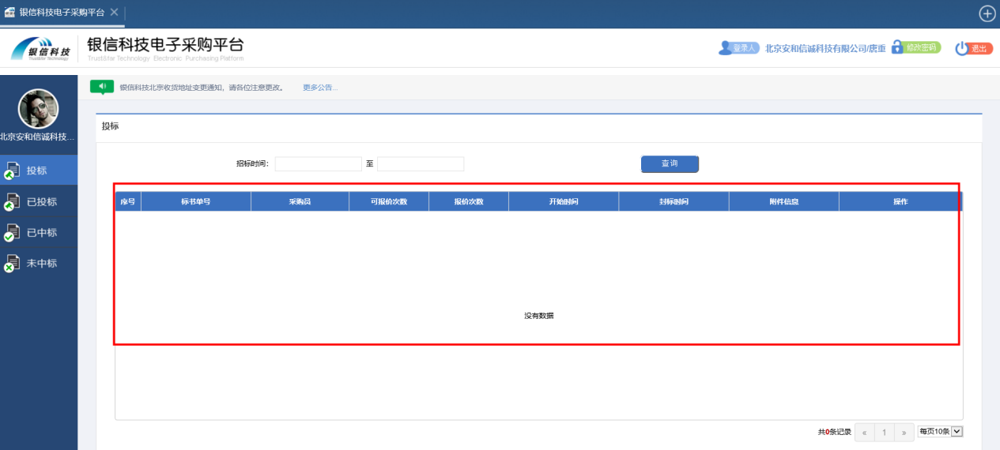 银信科技电子采购平台
银信科技
银信科技电子采购平台
Trust&far Technology Electronic Purchasing Platform
登录人 北京安和信诚科技有限公司/唐重 修改密码 退出
银信科技北京收货地址变更通知，请各位注意更改。 更多公告...
北京安和信诚科技...
投标
已投标
已中标
未中标
投标
招标时间： 至 查询
序号 标书单号 采购员 可报价次数 报价次数 开始时间 封标时间 附件信息 操作
没有数据
共0条记录 « 1 » 每页10条